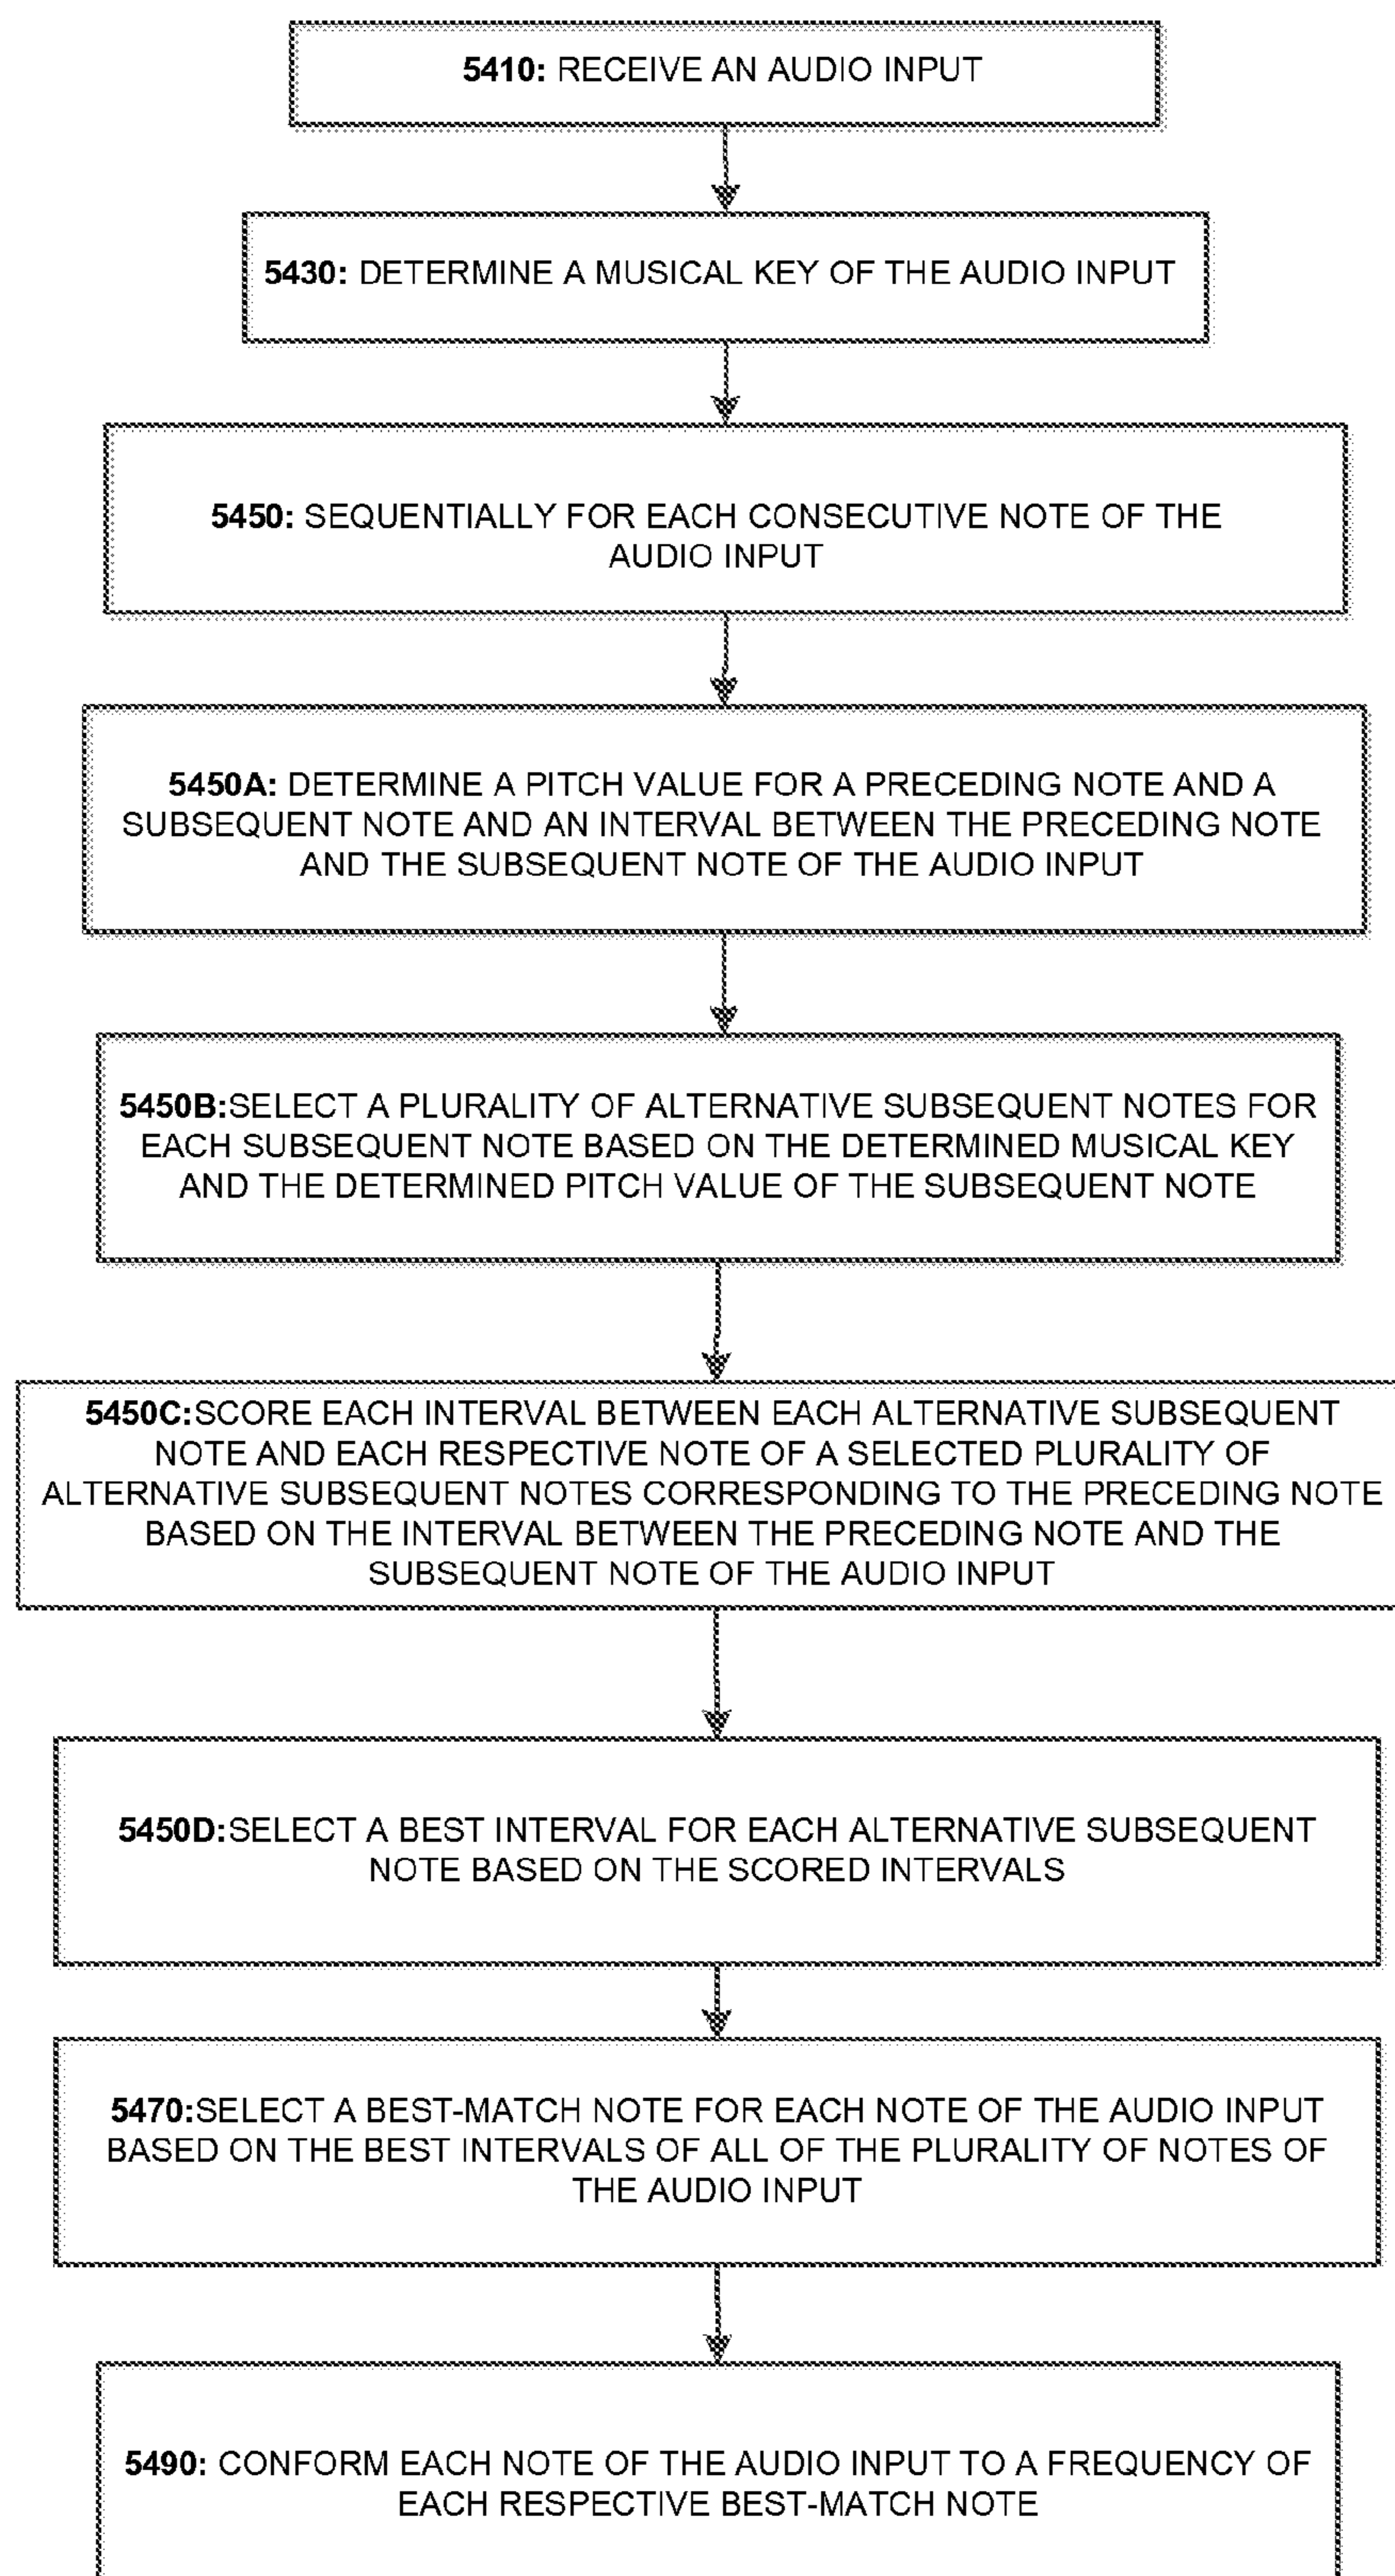 5410: RECEIVE AN AUDIO INPUT
5430: DETERMINE A MUSICAL KEY OF THE AUDIO INPUT
5450: SEQUENTIALLY FOR EACH CONSECUTIVE NOTE OF THE
AUDIO INPUT
5450A: DETERMINE A PITCH VALUE FOR A PRECEDING NOTE AND A
SUBSEQUENT NOTE AND AN INTERVAL BETWEEN THE PRECEDING NOTE
AND THE SUBSEQUENT NOTE OF THE AUDIO INPUT
5450B:SELECT A PLURALITY OF ALTERNATIVE SUBSEQUENT NOTES FOR
EACH SUBSEQUENT NOTE BASED ON THE DETERMINED MUSICAL KEY
AND THE DETERMINED PITCH VALUE OF THE SUBSEQUENT NOTE
5450C:SCORE EACH INTERVAL BETWEEN EACH ALTERNATIVE SUBSEQUENT
NOTE AND EACH RESPECTIVE NOTE OF A SELECTED PLURALITY OF
ALTERNATIVE SUBSEQUENT NOTES CORRESPONDING TO THE PRECEDING NOTE
BASED ON THE INTERVAL BETWEEN THE PRECEDING NOTE AND THE
SUBSEQUENT NOTE OF THE AUDIO INPUT
5450D:SELECT A BEST INTERVAL FOR EACH ALTERNATIVE SUBSEQUENT
NOTE BASED ON THE SCORED INTERVALS
5470:SELECT A BEST-MATCH NOTE FOR EACH NOTE OF THE AUDIO INPUT
BASED ON THE BEST INTERVALS OF ALL OF THE PLURALITY OF NOTES OF
THE AUDIO INPUT
5490: CONFORM EACH NOTE OF THE AUDIO INPUT TO A FREQUENCY OF
EACH RESPECTIVE BEST-MATCH NOTE